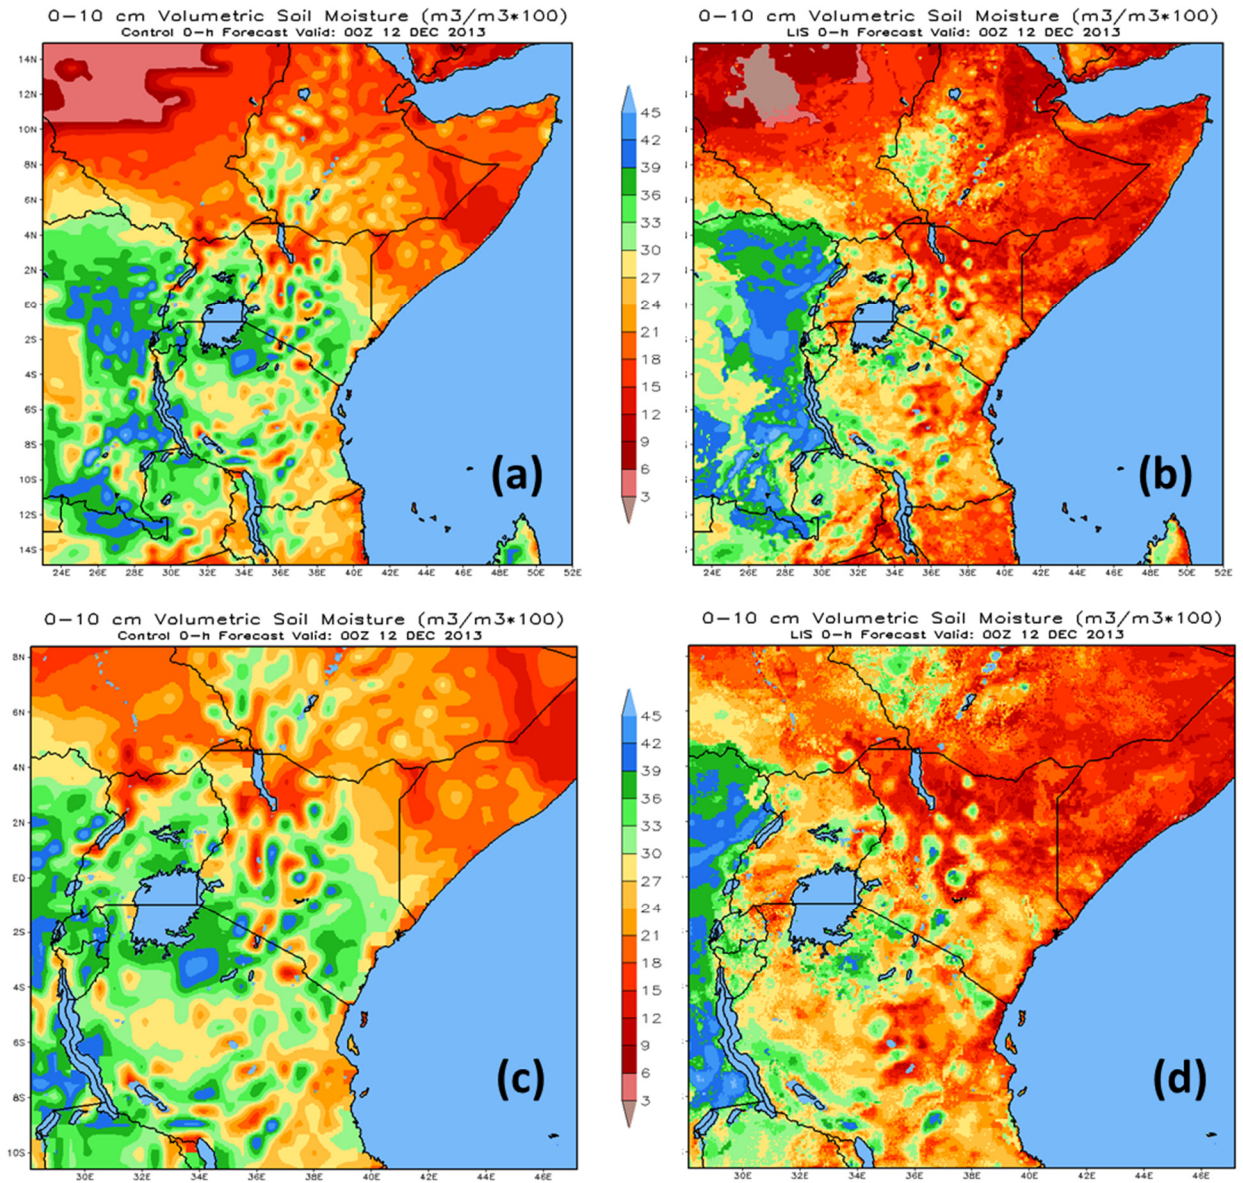 0-10 cm Volumetric Soil Moisture (m3/m3*100)
Control 0-h Forecast Valid: 00Z 12 DEC 2013
14N
12N
10N
8N
6N
4N
2N
EQ
2S
4S
6S
8S
10S
12S
14S
24E 26E 28E 30E 32E 34E 36E 38E 40E 42E 44E 46E 48E 50E 52E
(a)
45
42
39
36
33
30
27
24
21
18
15
12
9
6
3
0-10 cm Volumetric Soil Moisture (m3/m3*100)
LIS 0-h Forecast Valid: 00Z 12 DEC 2013
24E 26E 28E 30E 32E 34E 36E 38E 40E 42E 44E 46E 48E 50E 52E
(b)
0-10 cm Volumetric Soil Moisture (m3/m3*100)
Control 0-h Forecast Valid: 00Z 12 DEC 2013
8N
6N
4N
2N
EQ
2S
4S
6S
8S
10S
30E 32E 34E 36E 38E 40E 42E 44E 46E
(c)
45
42
39
36
33
30
27
24
21
18
15
12
9
6
3
0-10 cm Volumetric Soil Moisture (m3/m3*100)
LIS 0-h Forecast Valid: 00Z 12 DEC 2013
30E 32E 34E 36E 38E 40E 42E 44E 46E
(d)